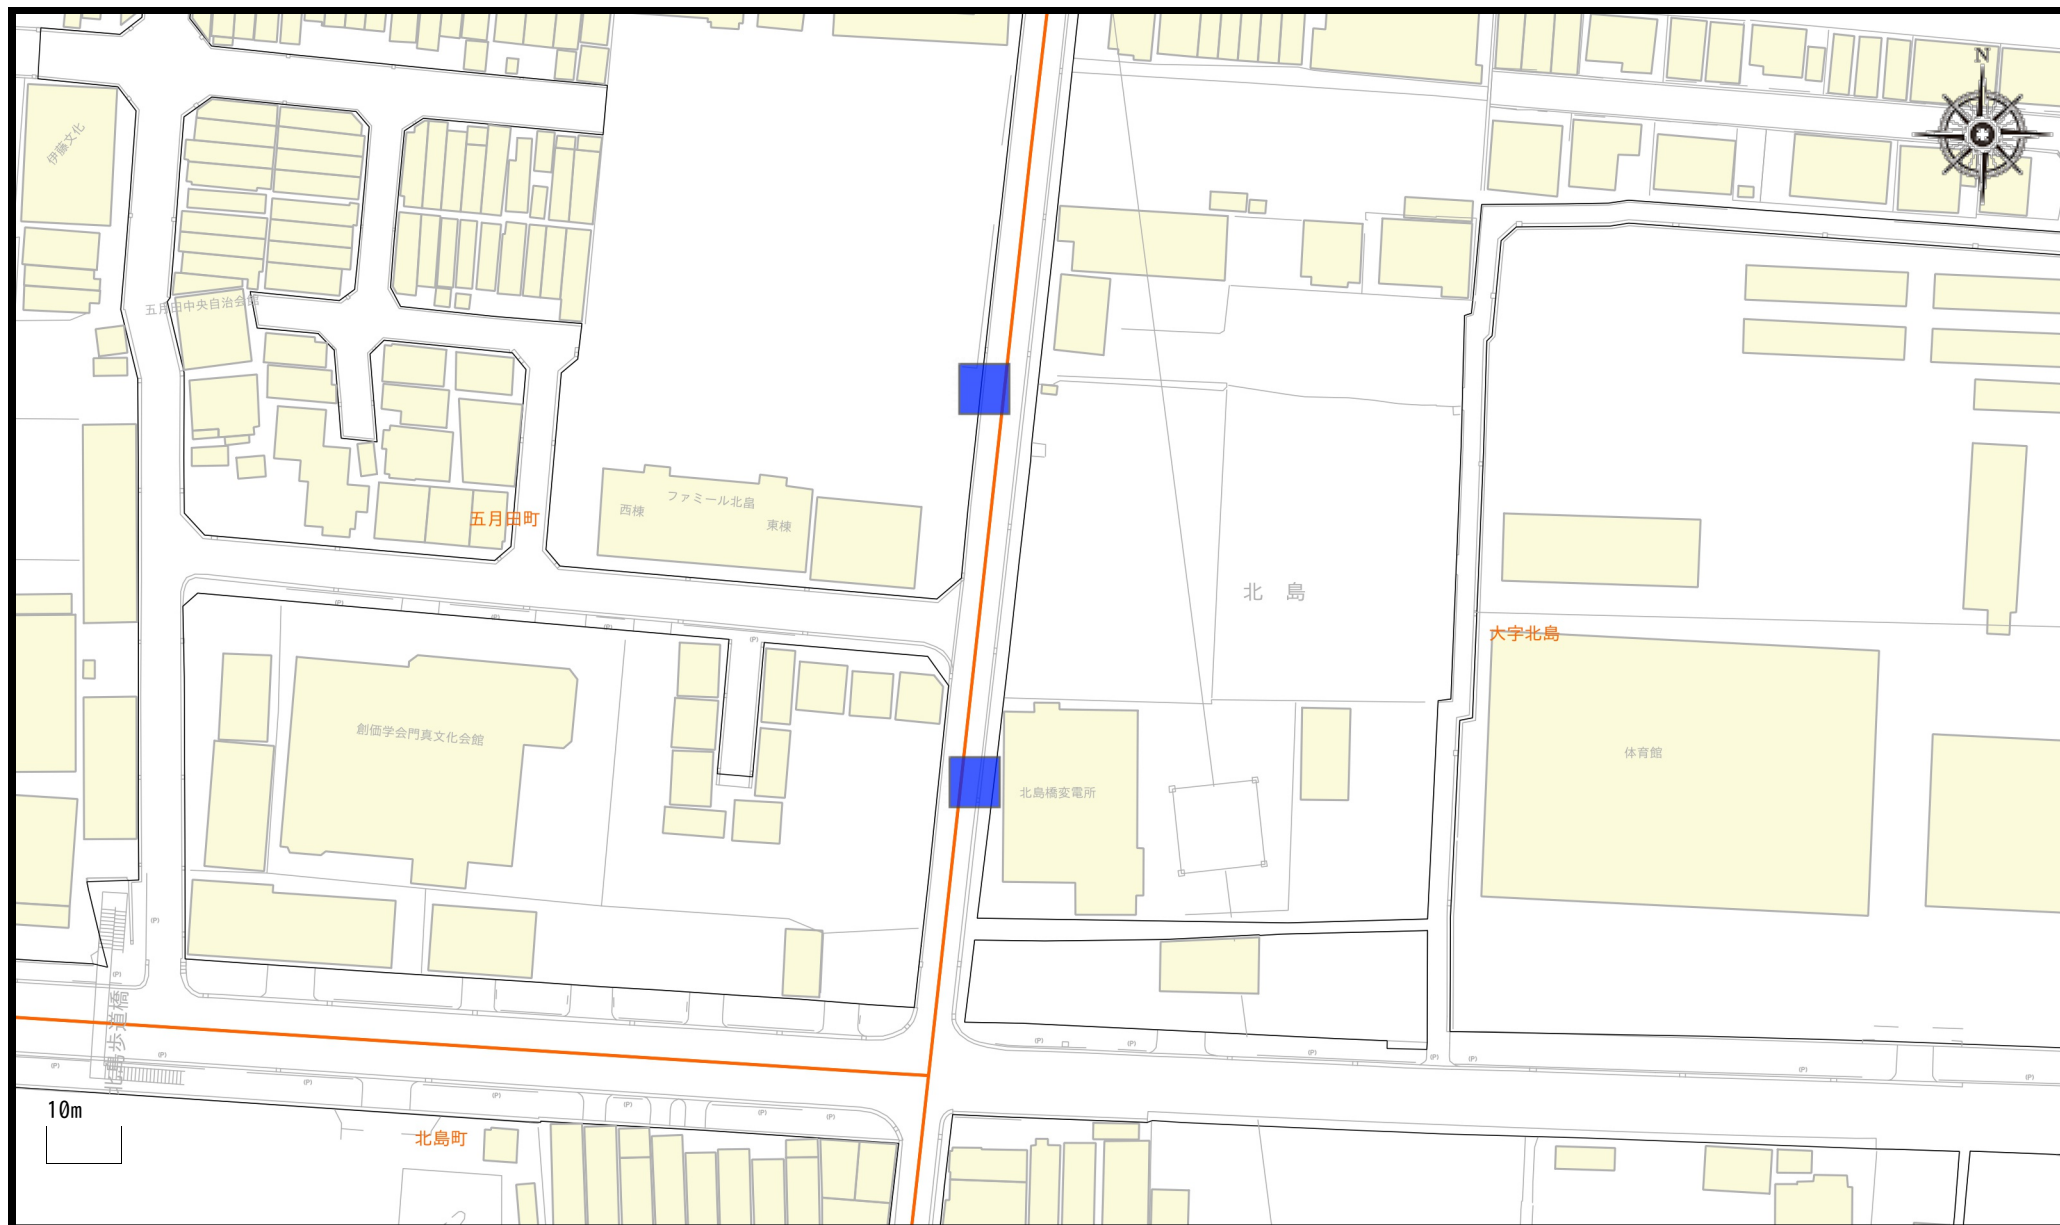 N
伊藤文化
五月田中央自治会館
ファミール北畠
西棟
東棟
五月田町
北 島
大字北島
(P)
(P)
(P)
(P)
創価学会門真文化会館
体育館
北島橋変電所
(P)
(P)
北島歩道橋
(P)
(P)
(P)
(P)
(P)
(P)
(P)
(P)
(P)
(P)
(P)
(P)
(P)
(P)
10m
北島町